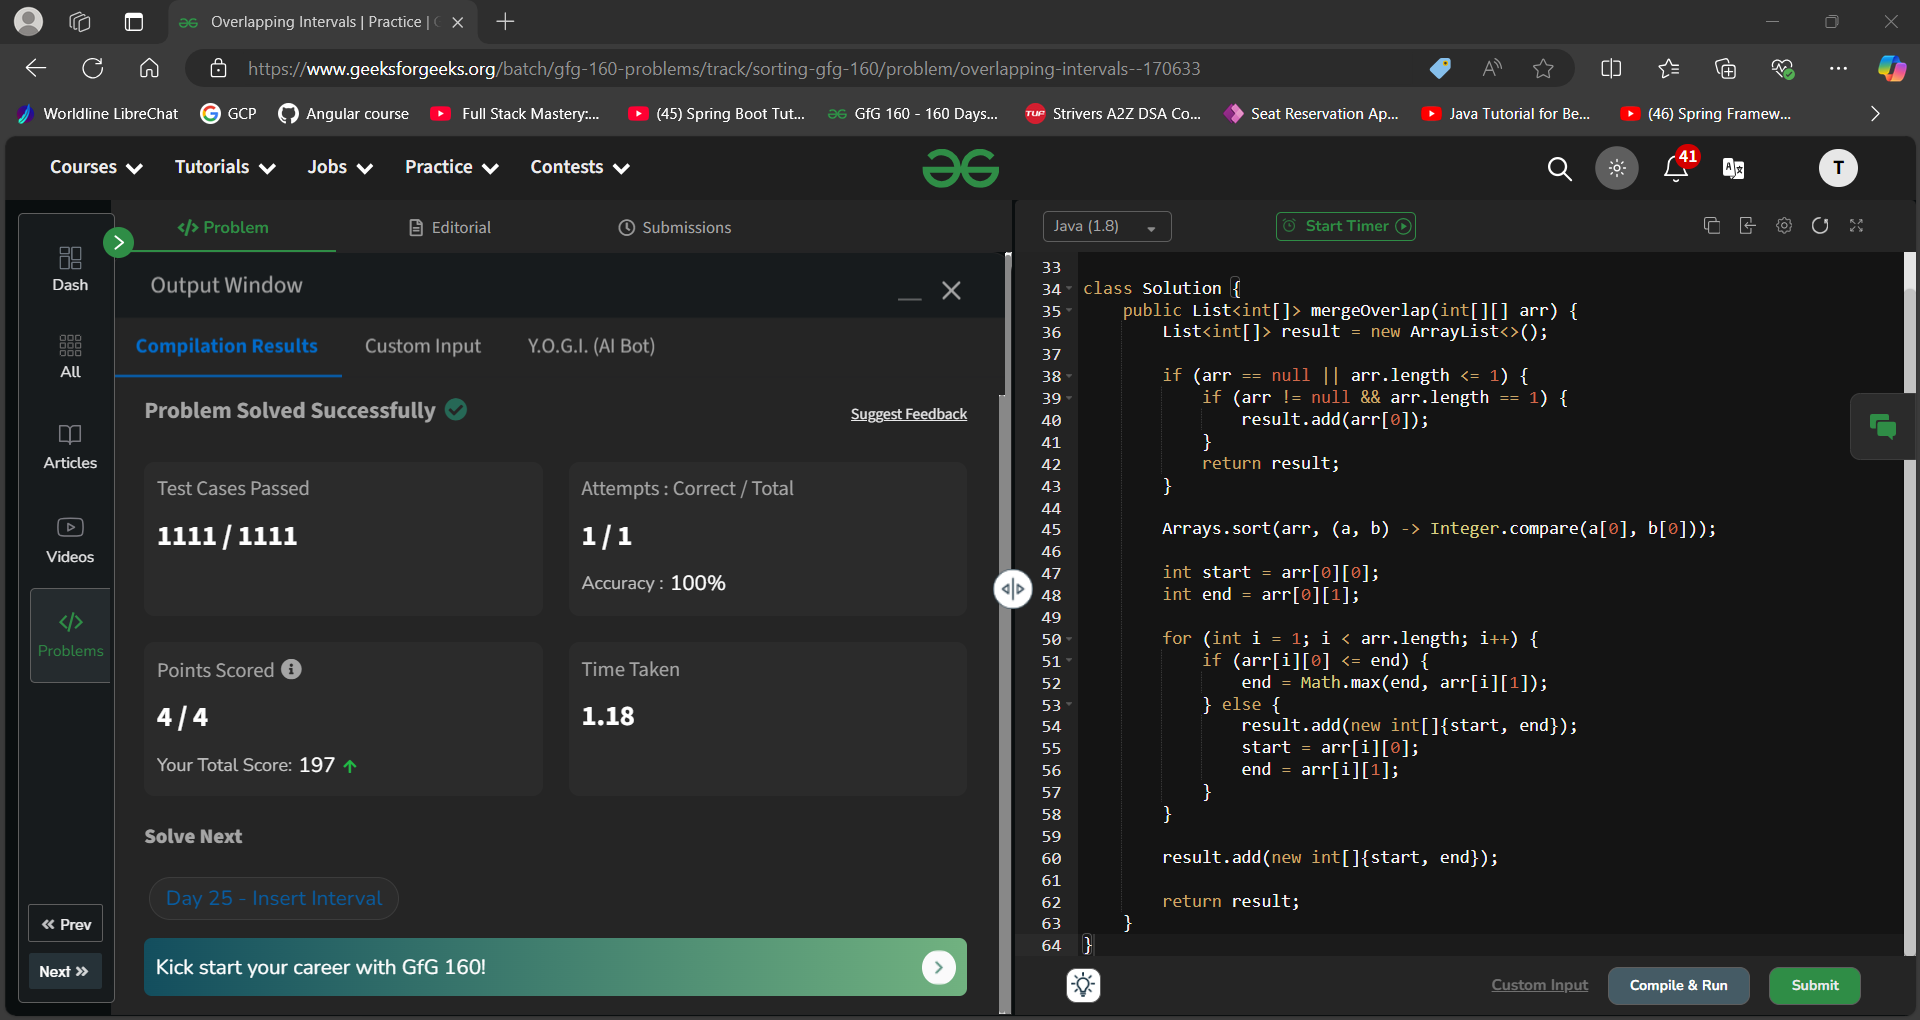 Overlapping Intervals | Practice |
https://www.geeksforgeeks.org/batch/gfg-160-problems/track/sorting-gfg-160/problem/overlapping-intervals--170633
Worldline LibreChat
GCP
Angular course
Full Stack Mastery:...
(45) Spring Boot Tut...
GfG 160 - 160 Days...
Strivers A2Z DSA Co...
Seat Reservation Ap...
Java Tutorial for Be...
(46) Spring Framew...
Courses
Tutorials
Jobs
Practice
Contests
41
T
Dash
All
Articles
Videos
Problems
« Prev
Next »
</> Problem
Editorial
Submissions
Output Window
Compilation Results
Custom Input
Y.O.G.I. (AI Bot)
Problem Solved Successfully
Suggest Feedback
Test Cases Passed
1111 / 1111
Attempts : Correct / Total
1 / 1
Accuracy : 100%
Points Scored
4 / 4
Your Total Score: 197
Time Taken
1.18
Solve Next
Day 25 - Insert Interval
Kick start your career with GfG 160!
Java (1.8)
Start Timer
33
34 class Solution {
35 public List<int[]> mergeOverlap(int[][] arr) {
36 List<int[]> result = new ArrayList<>();
37
38 if (arr == null || arr.length <= 1) {
39 if (arr != null && arr.length == 1) {
40 result.add(arr[0]);
41 }
42 return result;
43 }
44
45 Arrays.sort(arr, (a, b) -> Integer.compare(a[0], b[0]));
46
47 int start = arr[0][0];
48 int end = arr[0][1];
49
50 for (int i = 1; i < arr.length; i++) {
51 if (arr[i][0] <= end) {
52 end = Math.max(end, arr[i][1]);
53 } else {
54 result.add(new int[]{start, end});
55 start = arr[i][0];
56 end = arr[i][1];
57 }
58 }
59
60 result.add(new int[]{start, end});
61
62 return result;
63 }
64 }
Custom Input
Compile & Run
Submit